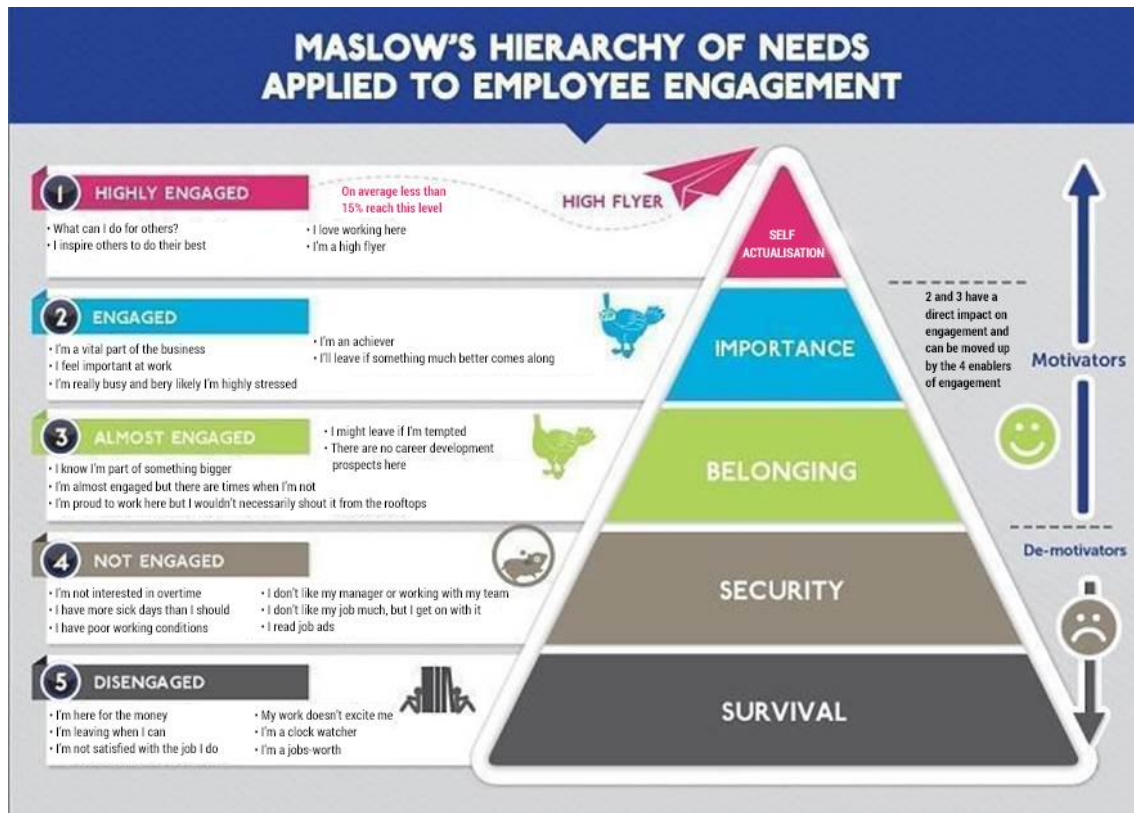 MASLOW'S HIERARCHY OF NEEDS
APPLIED TO EMPLOYEE ENGAGEMENT
1 HIGHLY ENGAGED
On average less than
15% reach this level
HIGH FLYER
• What can I do for others?
• I inspire others to do their best
• I love working here
• I'm a high flyer
SELF
ACTUALISATION
2 ENGAGED
• I'm a vital part of the business
• I feel important at work
• I'm really busy and bery likely I'm highly stressed
• I'm an achiever
• I'll leave if something much better comes along
IMPORTANCE
2 and 3 have a
direct impact on
engagement and
can be moved up
by the 4 enablers
of engagement
Motivators
3 ALMOST ENGAGED
• I know I'm part of something bigger
• I'm almost engaged but there are times when I'm not
• I'm proud to work here but I wouldn't necessarily shout it from the rooftops
• I might leave if I'm tempted
• There are no career development
prospects here
BELONGING
De-motivators
4 NOT ENGAGED
• I'm not interested in overtime
• I have more sick days than I should
• I have poor working conditions
• I don't like my manager or working with my team
• I don't like my job much, but I get on with it
• I read job ads
SECURITY
5 DISENGAGED
• I'm here for the money
• I'm leaving when I can
• I'm not satisfied with the job I do
• My work doesn't excite me
• I'm a clock watcher
• I'm a jobs-worth
SURVIVAL